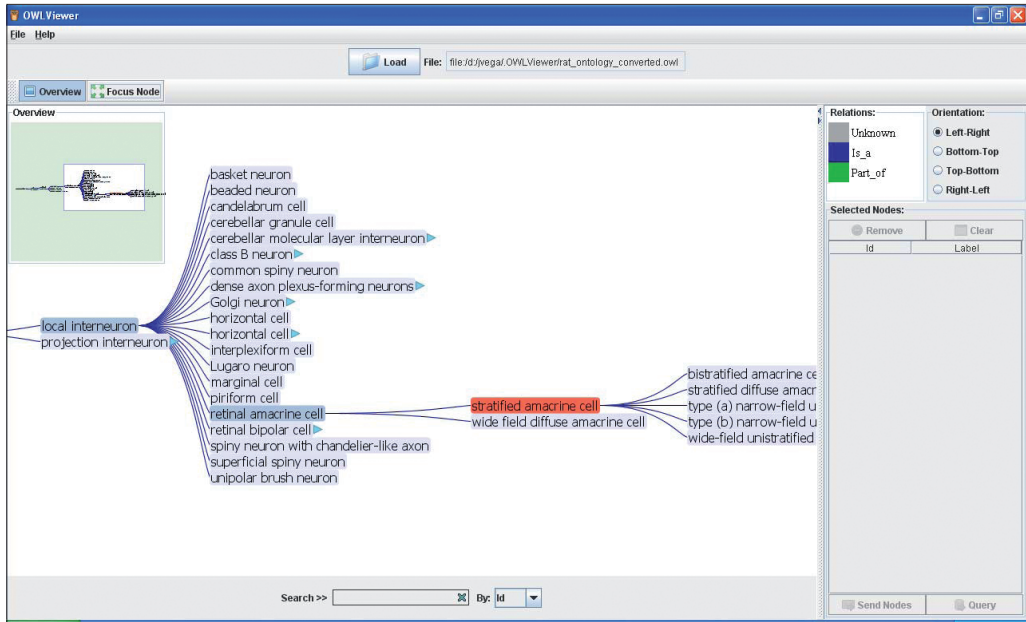 OWLViewer
File Help
Load File: file:/d:/jvega/.OWLViewer/rat_ontology_converted.owl
Overview Focus Node
Overview
basket neuron
beaded neuron
candelabrum cell
cerebellar granule cell
cerebellar molecular layer interneuron
class B neuron
common spiny neuron
dense axon plexus-forming neurons
Golgi neuron
horizontal cell
horizontal cell
interplexiform cell
Lugaro neuron
marginal cell
piriform cell
retinal amacrine cell
retinal bipolar cell
spiny neuron with chandelier-like axon
superficial spiny neuron
unipolar brush neuron
local interneuron
projection interneuron
stratified amacrine cell
wide field diffuse amacrine cell
bistratified amacrine ce
stratified diffuse amacr
type (a) narrow-field u
type (b) narrow-field u
wide-field unistratified
Relations:
Unknown
Is_a
Part_of
Orientation:
Left-Right
Bottom-Top
Top-Bottom
Right-Left
Selected Nodes:
Remove Clear
Id Label
Send Nodes Query
Search >> By: Id